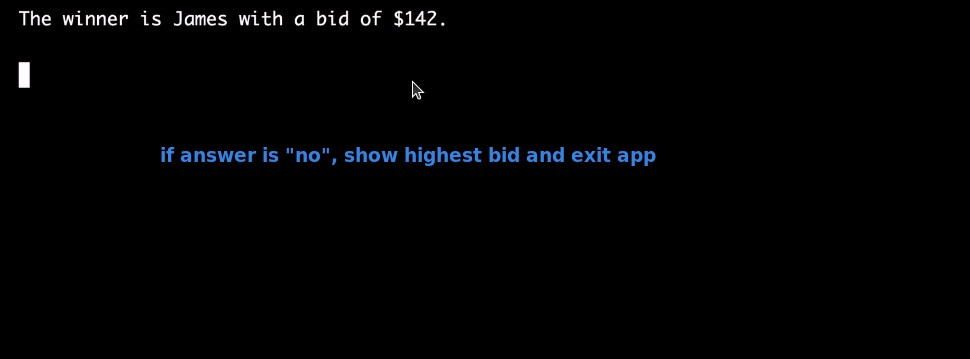 The winner is James with a bid of $142.
if answer is "no", show highest bid and exit app